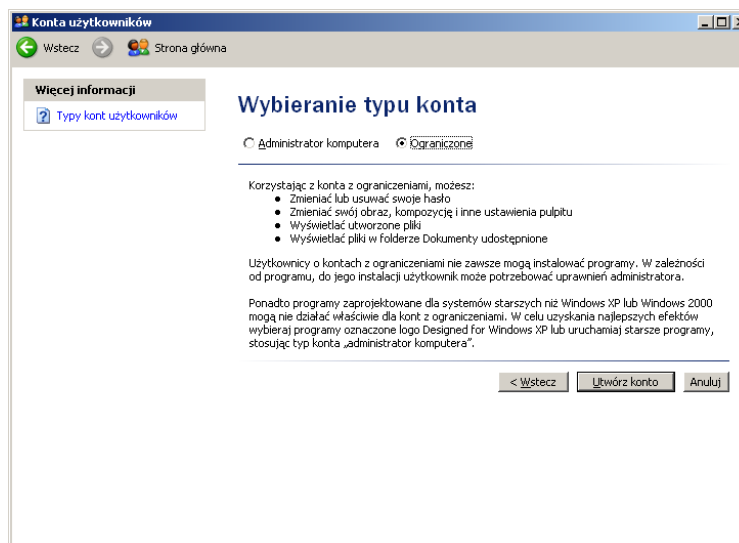 Konta użytkowników
Wstecz
Strona główna
Więcej informacji
Typy kont użytkowników
Wybieranie typu konta
Administrator komputera
Ograniczone
Korzystając z konta z ograniczeniami, możesz:
• Zmieniać lub usuwać swoje hasło
• Zmieniać swój obraz, kompozycję i inne ustawienia pulpitu
• Wyświetlać utworzone pliki
• Wyświetlać pliki w folderze Dokumenty udostępnione
Użytkownicy o kontach z ograniczeniami nie zawsze mogą instalować programy. W zależności
od programu, do jego instalacji użytkownik może potrzebować uprawnień administratora.
Ponadto programy zaprojektowane dla systemów starszych niż Windows XP lub Windows 2000
mogą nie działać właściwie dla kont z ograniczeniami. W celu uzyskania najlepszych efektów
wybieraj programy oznaczone logo Designed for Windows XP lub uruchamiaj starsze programy,
stosując typ konta „administrator komputera”.
< Wstecz
Utwórz konto
Anuluj